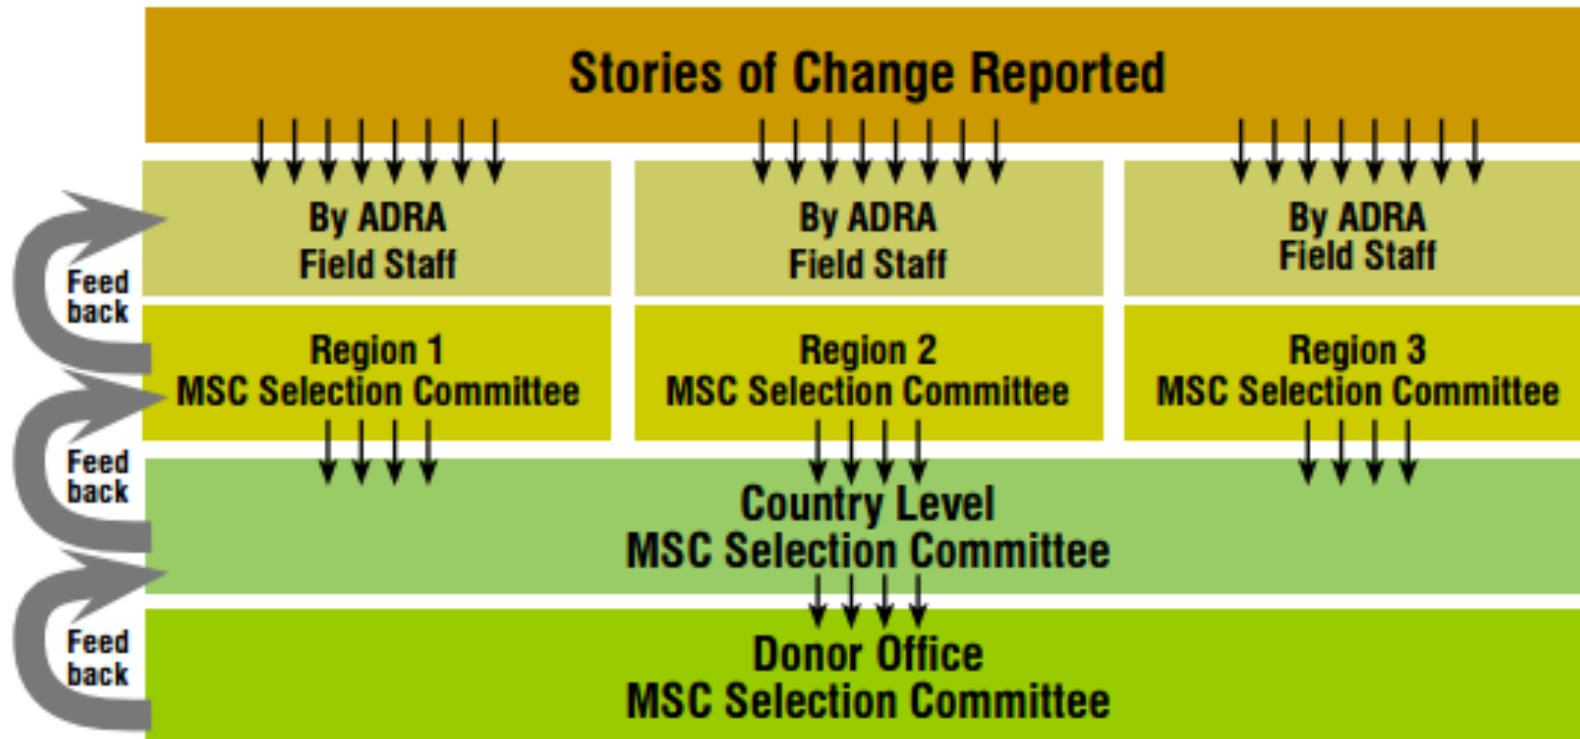 Stories of Change Reported
By ADRA
Field Staff
By ADRA
Field Staff
By ADRA
Field Staff
Feed
back
Region 1
MSC Selection Committee
Region 2
MSC Selection Committee
Region 3
MSC Selection Committee
Feed
back
Country Level
MSC Selection Committee
Feed
back
Donor Office
MSC Selection Committee